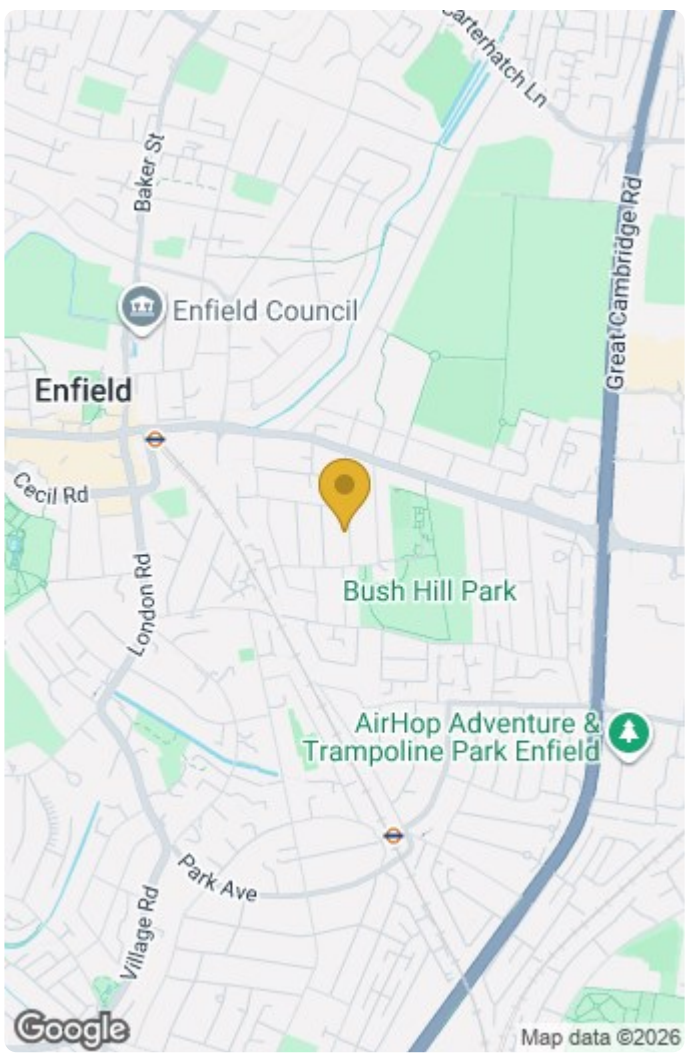 Carterhatch Ln
Baker St
Great Cambridge Rd
Enfield Council
Enfield
Cecil Rd
London Rd
Bush Hill Park
AirHop Adventure &
Trampoline Park Enfield
Park Ave
Village Rd
Google
Map data ©2026